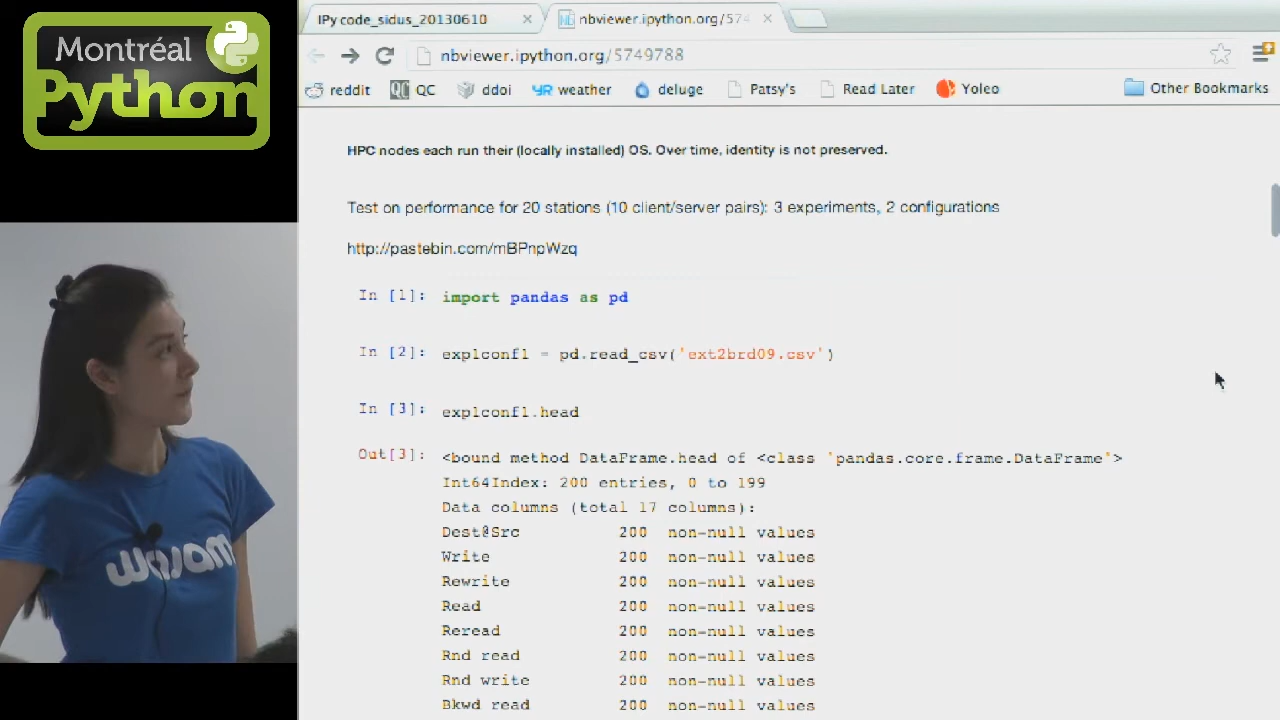 Montréal
Python
IPy code_sidus_20130610
nbviewer.ipython.org/574
nbviewer.ipython.org/5749788
reddit
QC QC
ddoi
YR weather
deluge
Patsy's
Read Later
Yoleo
Other Bookmarks
HPC nodes each run their (locally installed) OS. Over time, identity is not preserved.
Test on performance for 20 stations (10 client/server pairs): 3 experiments, 2 configurations
http://pastebin.com/mBPnpWzq
In [1]: import pandas as pd
In [2]: exp1conf1 = pd.read_csv('ext2brd09.csv')
In [3]: exp1conf1.head
Out[3]: <bound method DataFrame.head of <class 'pandas.core.frame.DataFrame'>
Int64Index: 200 entries, 0 to 199
Data columns (total 17 columns):
Dest@Src 200 non-null values
Write 200 non-null values
Rewrite 200 non-null values
Read 200 non-null values
Reread 200 non-null values
Rnd read 200 non-null values
Rnd write 200 non-null values
Bkwd read 200 non-null values